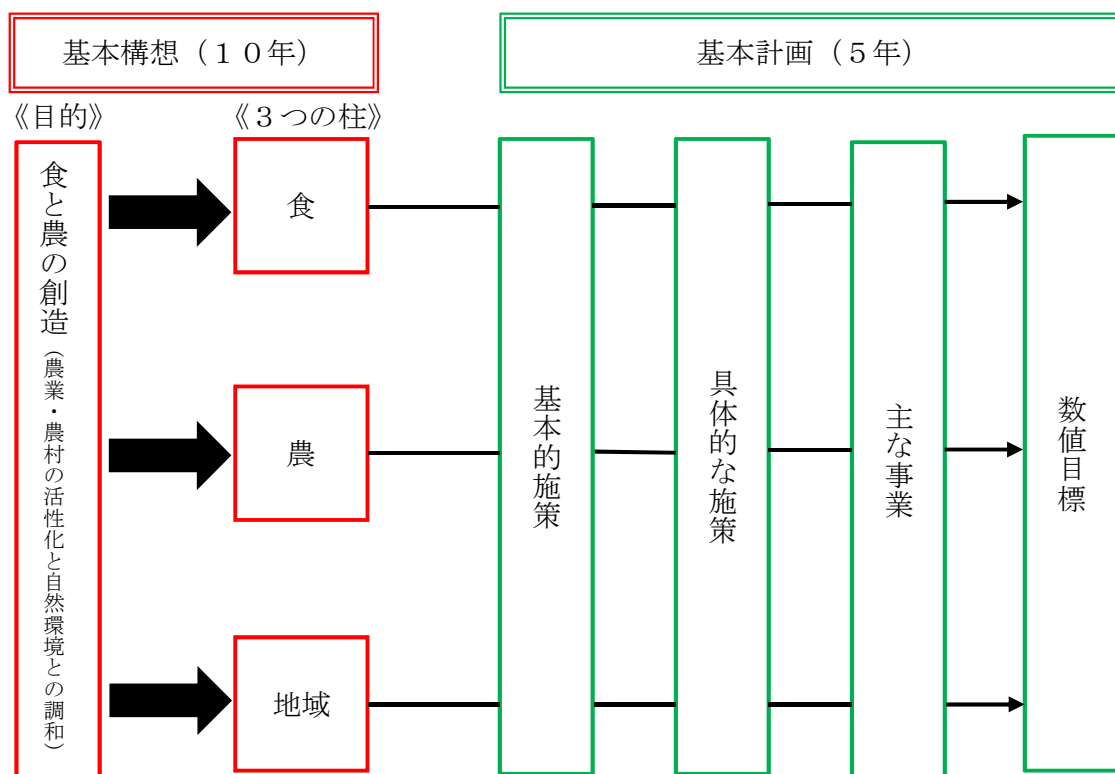 基本構想（１０年）
基本計画（５年）
《目的》
《３つの柱》
食と農の創造（農業・農村の活性化と自然環境との調和）
食
農
地域
基本的施策
具体的な施策
主な事業
数値目標